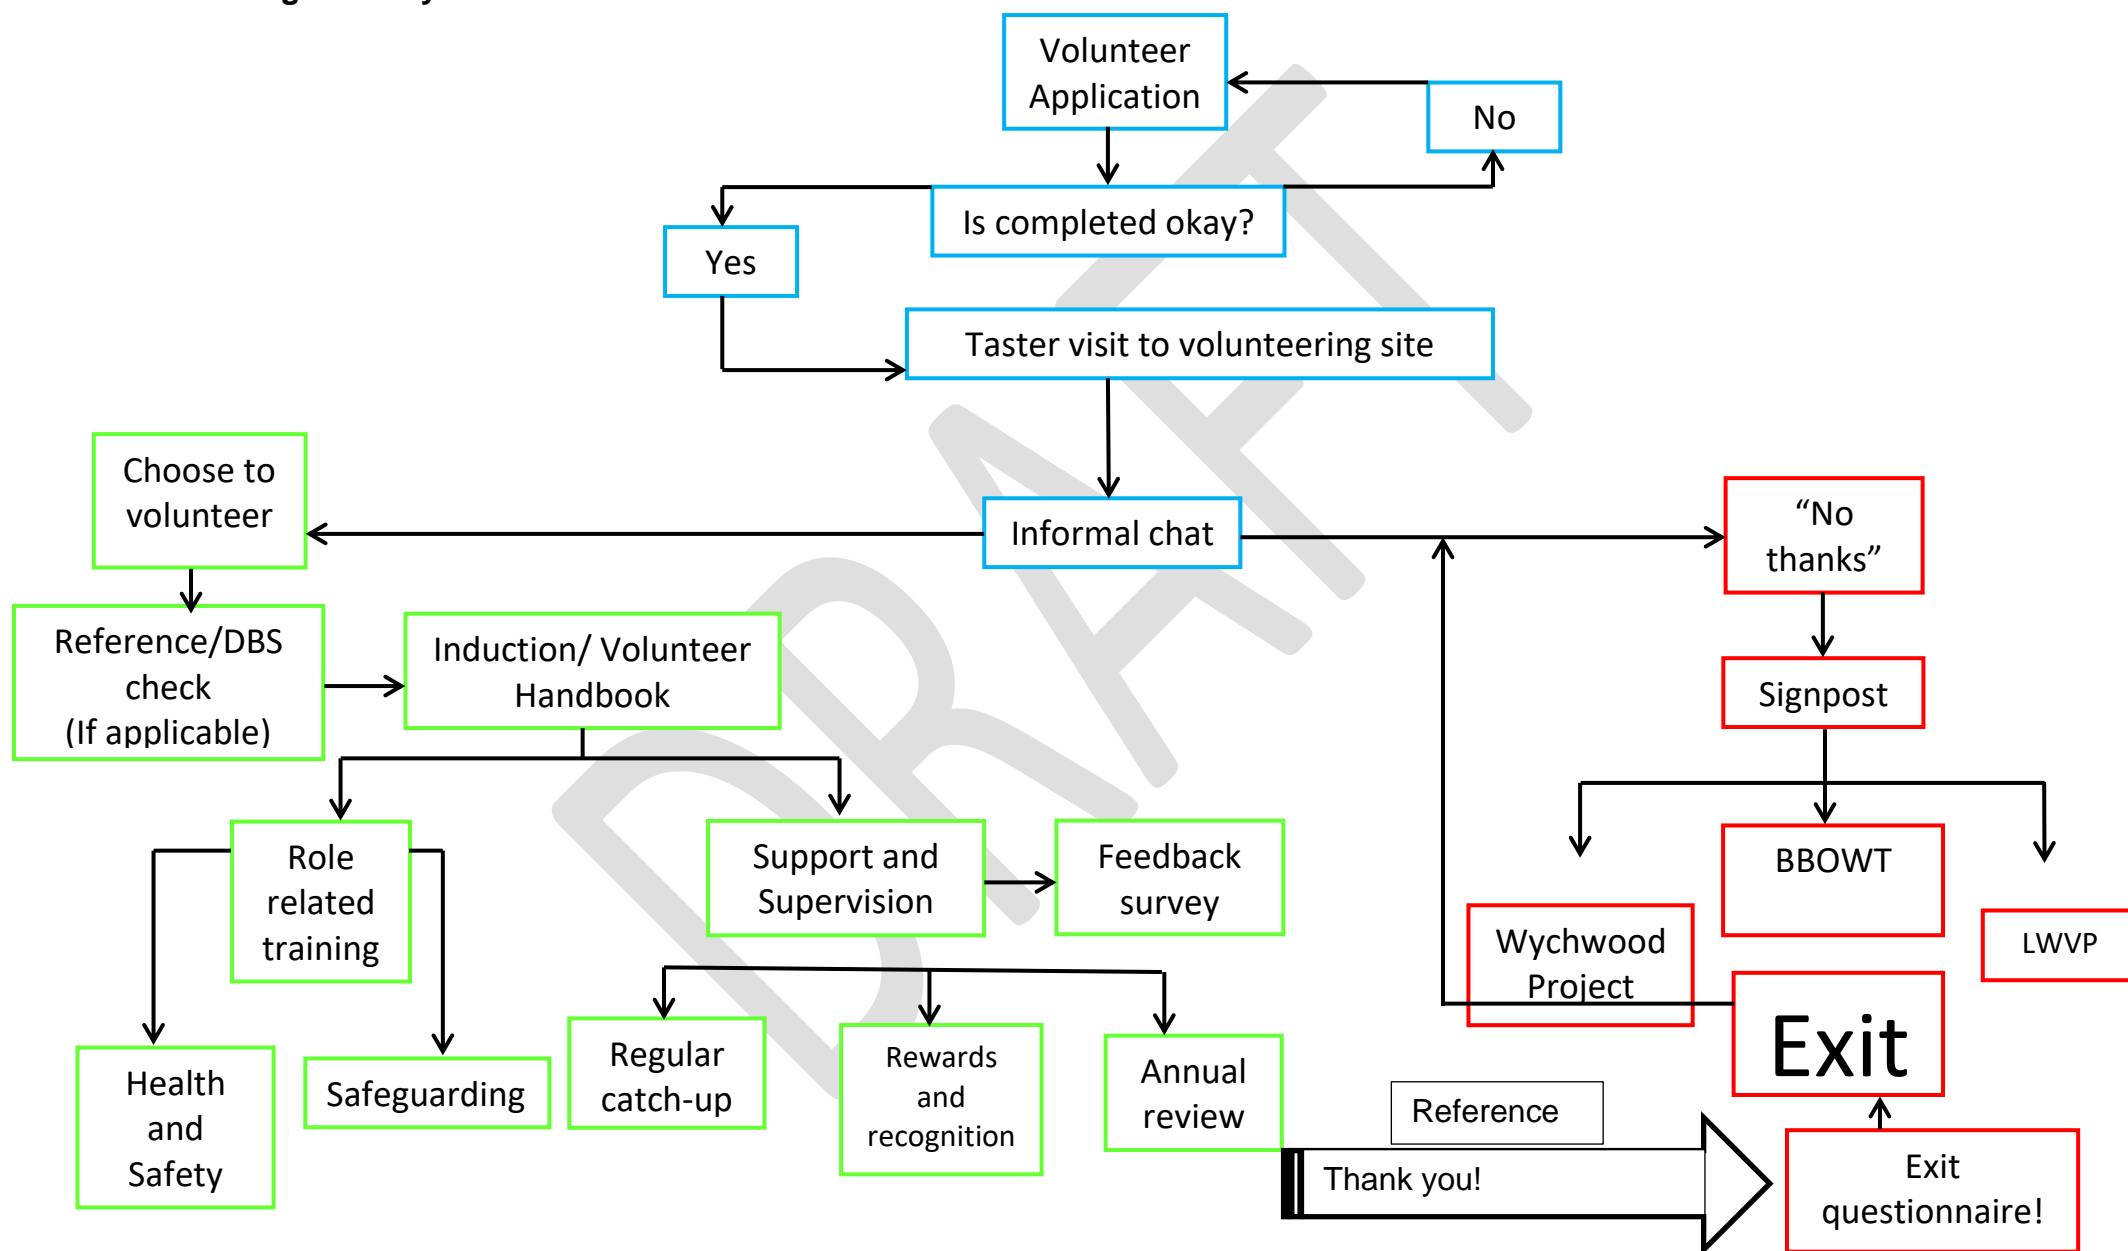 Volunteer
Application
No
Is completed okay?
Yes
Taster visit to volunteering site
Choose to
volunteer
Informal chat
“No
thanks”
Reference/DBS
check
(If applicable)
Induction/ Volunteer
Handbook
Signpost
Role
related
training
Support and
Supervision
Feedback
survey
BBOWT
Wychwood
Project
LWVP
Exit
Health
and
Safety
Safeguarding
Regular
catch-up
Rewards
and
recognition
Annual
review
Reference
Thank you!
Exit
questionnaire!
DRAFT